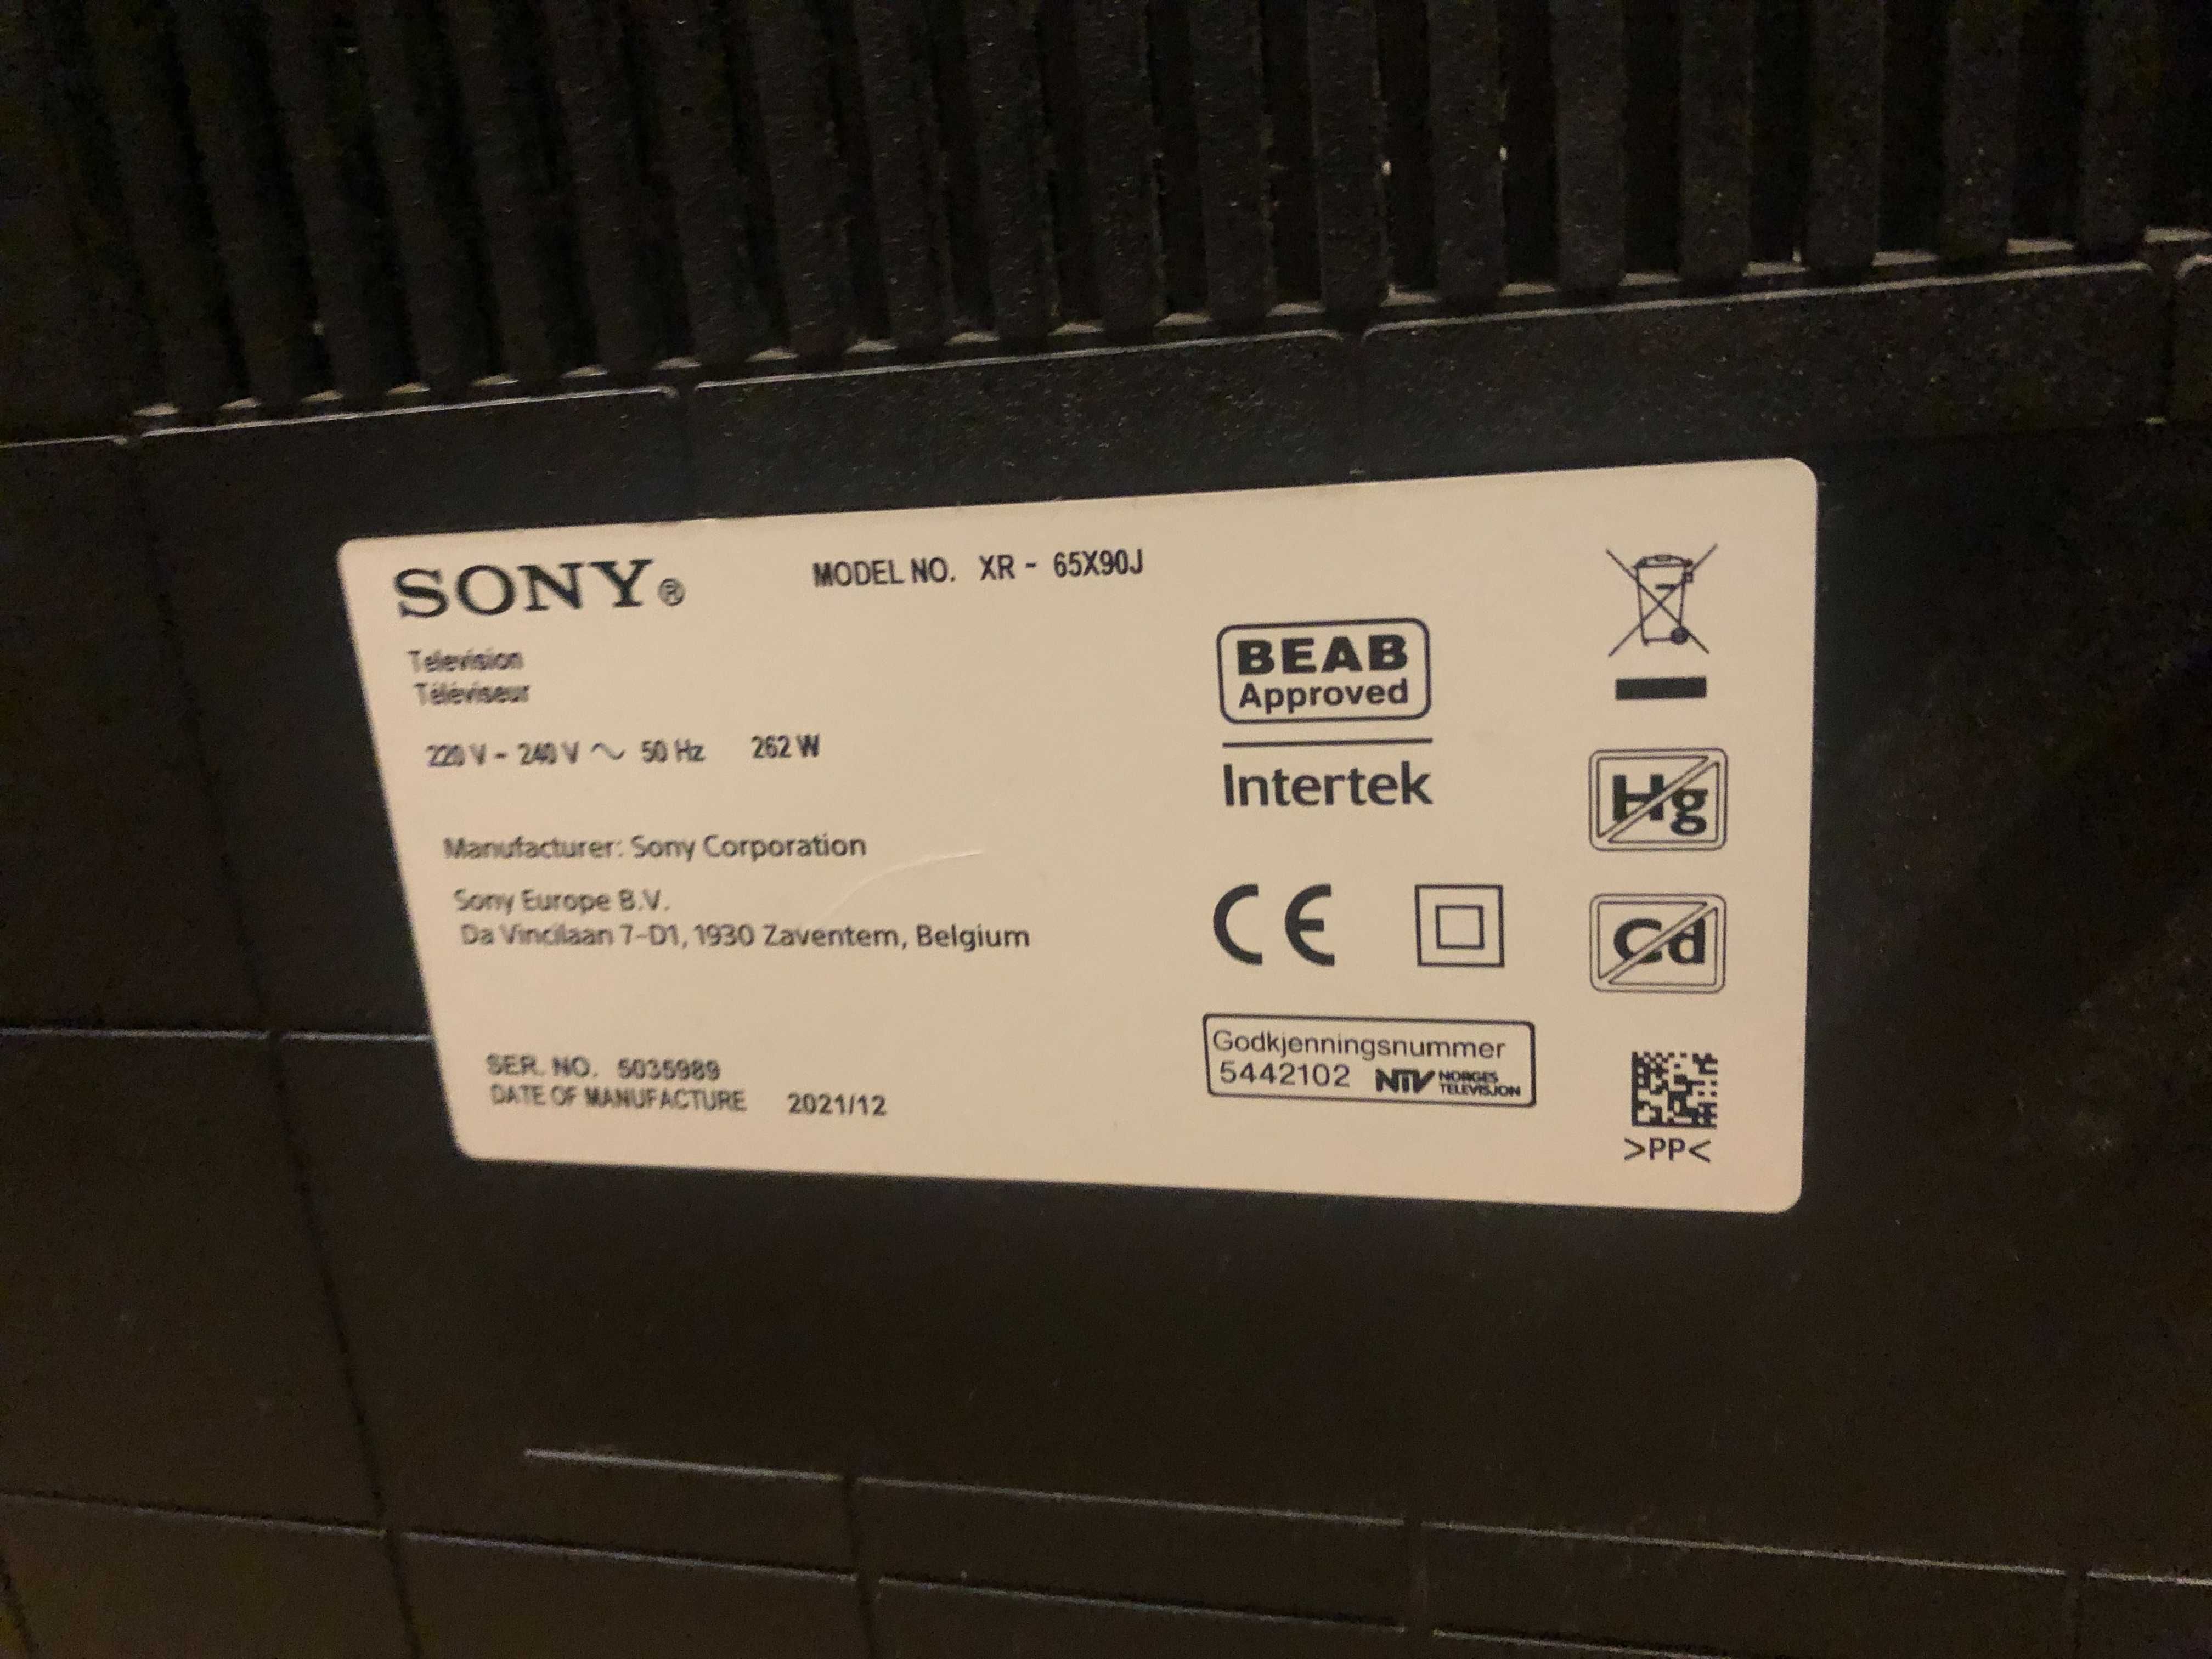 SONY®
MODEL NO. XR - 65X90J
Television
Téléviseur
220 V - 240 V ~ 50 Hz 262 W
Manufacturer: Sony Corporation
Sony Europe B.V.
Da Vincilaan 7-D1, 1930 Zaventem, Belgium
SER. NO. 5035989
DATE OF MANUFACTURE 2021/12
BEAB
Approved
Intertek
CE
Godkjenningsnummer
5442102 NTV NORGES
TELEVISJON
Hg
Cd
>PP<